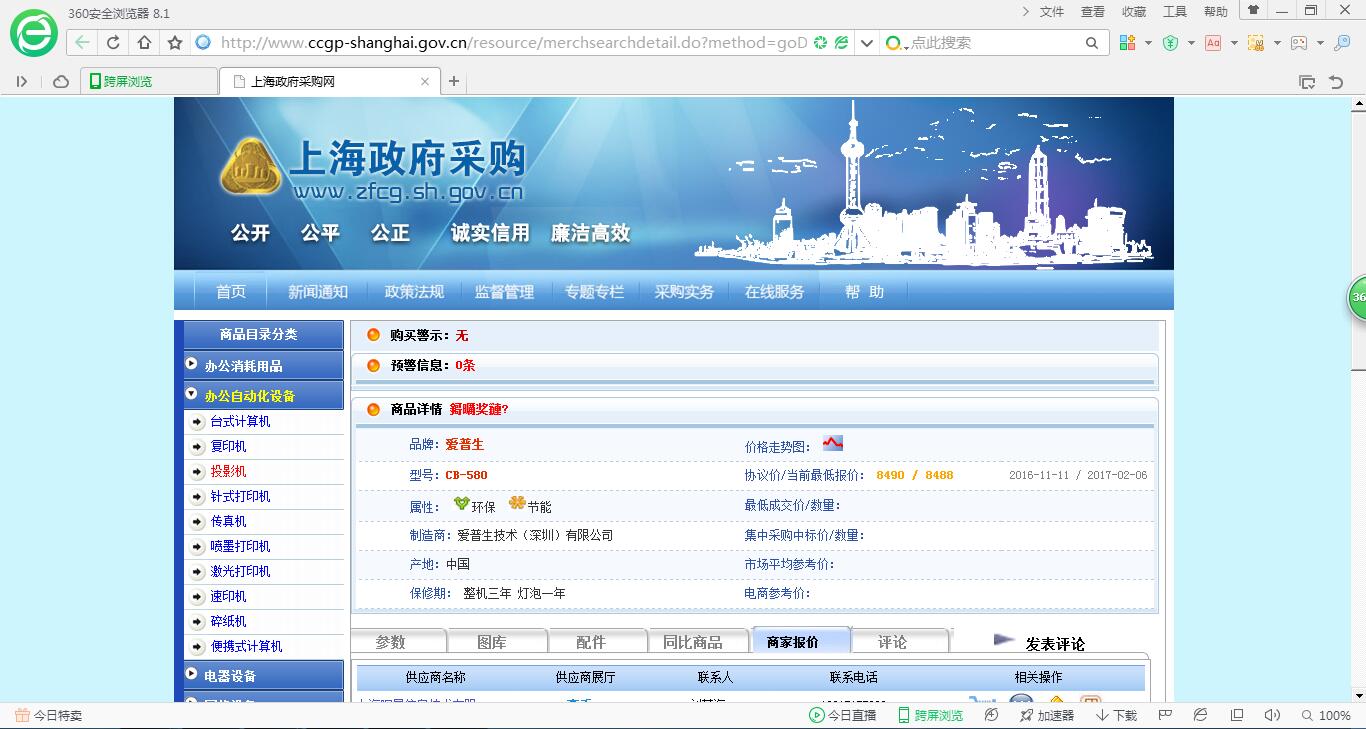 360安全浏览器 8.1
文件 查看 收藏 工具 帮助
http://www.ccgp-shanghai.gov.cn/resource/merchsearchdetail.do?method=goD
点此搜索
跨屏浏览
上海政府采购网
上海政府采购
www.zfcg.sh.gov.cn
公开 公平 公正 诚实信用 廉洁高效
首页 新闻通知 政策法规 监督管理 专题专栏 采购实务 在线服务 帮 助
商品目录分类
办公消耗用品
办公自动化设备
台式计算机
复印机
投影机
针式打印机
传真机
喷墨打印机
激光打印机
速印机
碎纸机
便携式计算机
电器设备
购买警示：无
预警信息：0条
商品详情
品牌：爱普生 价格走势图：
型号：CB-580 协议价/当前最低报价： 8490 / 8488 2016-11-11 / 2017-02-06
属性： 环保 节能 最低成交价/数量：
制造商：爱普生技术（深圳）有限公司 集中采购中标价/数量：
产地：中国 市场平均参考价：
保修期： 整机三年 灯泡一年 电商参考价：
参数 图库 配件 同比商品 商家报价 评论 发表评论
供应商名称 供应商展厅 联系人 联系电话 相关操作
今日特卖 今日直播 跨屏浏览 加速器 下载 100%